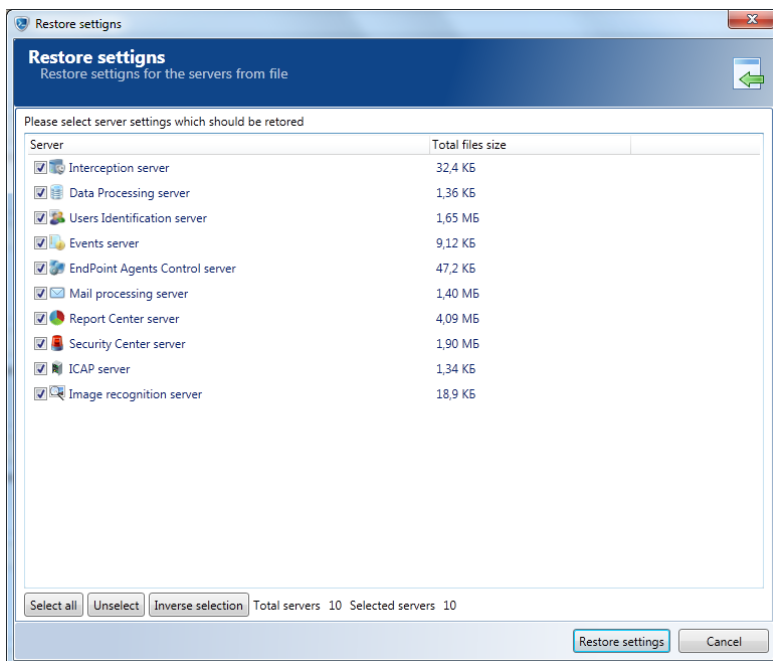 Restore settigns
Restore settigns
Restore settigns for the servers from file
Please select server settings which should be retored
Server Total files size
Interception server 32,4 КБ
Data Processing server 1,36 КБ
Users Identification server 1,65 МБ
Events server 9,12 КБ
EndPoint Agents Control server 47,2 КБ
Mail processing server 1,40 МБ
Report Center server 4,09 МБ
Security Center server 1,90 МБ
ICAP server 1,34 КБ
Image recognition server 18,9 КБ
Select all Unselect Inverse selection Total servers 10 Selected servers 10
Restore settings Cancel